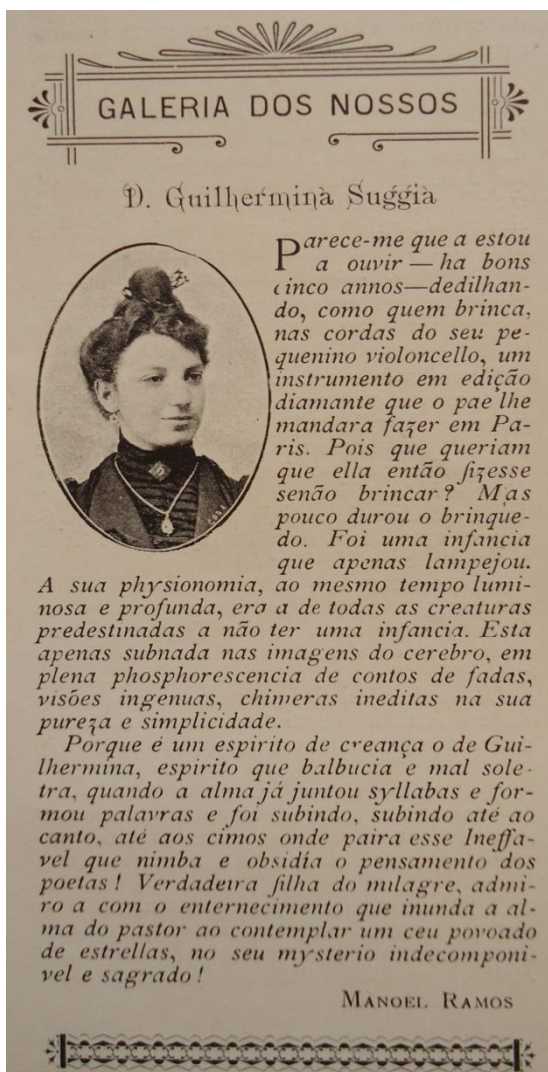 GALERIA DOS NOSSOS
D. Guilhermina Suggia
Parece-me que a estou
a ouvir — ha bons
cinco annos—dedilhan-
do, como quem brinca,
nas cordas do seu pe-
quenino violoncello, um
instrumento em edição
diamante que o pae lhe
mandara fazer em Pa-
ris. Pois que queriam
que ella então fizesse
senão brincar? Mas
pouco durou o brinque-
do. Foi uma infancia
que apenas lampejou.
A sua physionomia, ao mesmo tempo lumi-
nosa e profunda, era a de todas as creaturas
predestinadas a não ter uma infancia. Esta
apenas subnada nas imagens do cerebro, em
plena phosphorescencia de contos de fadas,
visões ingenuas, chimeras ineditas na sua
pureza e simplicidade.
Porque é um espirito de creança o de Gui-
lhermina, espirito que balbucia e mal sole-
tra, quando a alma já juntou syllabas e for-
mou palavras e foi subindo, subindo até ao
canto, até aos cimos onde paira esse Ineffa-
vel que nimba e obsidía o pensamento dos
poetas! Verdadeira filha do milagre, admi-
ro a com o enternecimento que inunda a al-
ma do pastor ao contemplar um ceu povoado
de estrellas, no seu mysterio indecomponi-
vel e sagrado!
MANOEL RAMOS